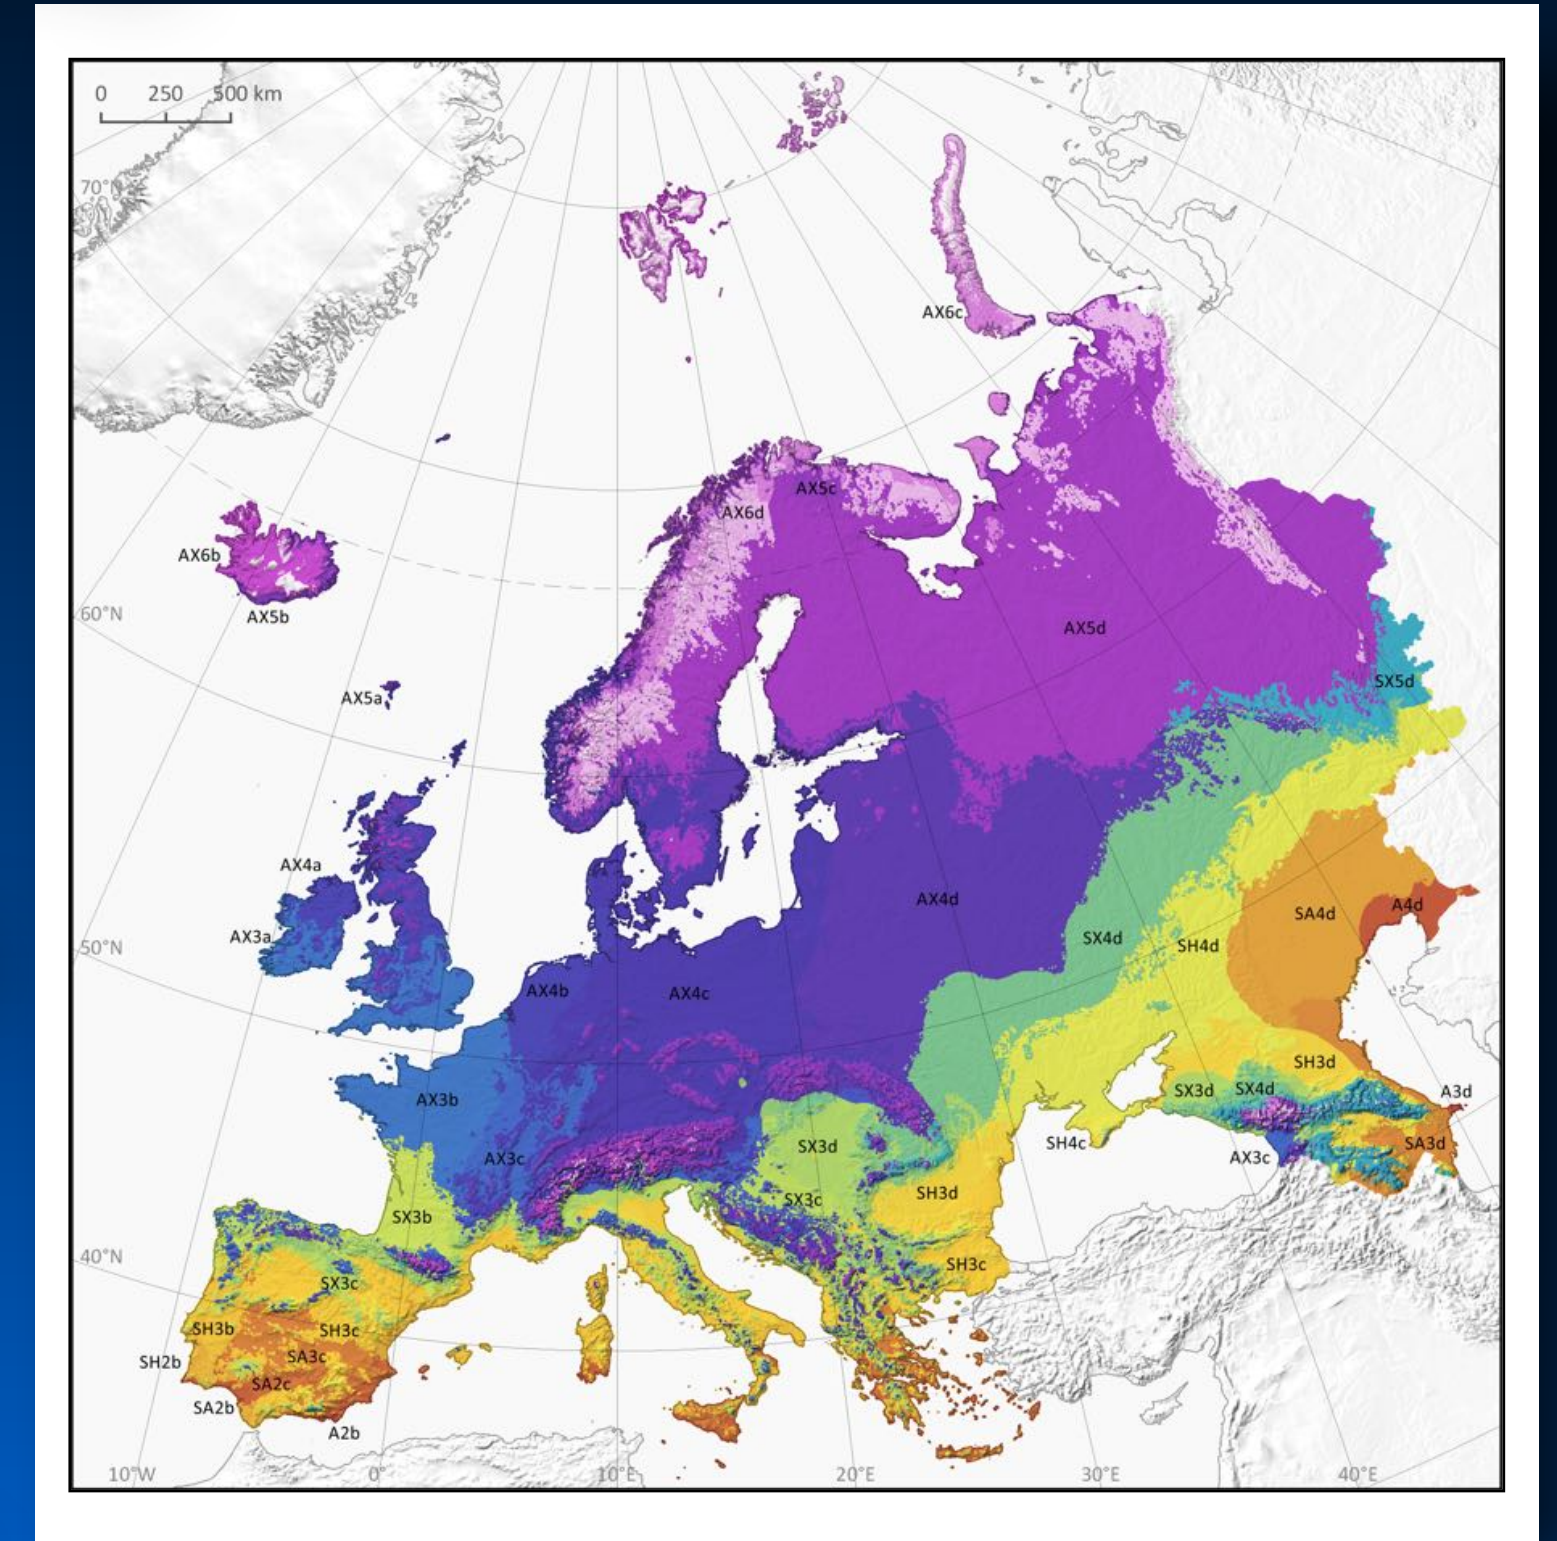 0 250 500 km
70°N
AX6c
AX5c
AX6d
AX6b
AX5b
60°N
AX5d
AX5a
SX5d
AX4a
AX4d
SA4d
A4d
AX3a
SX4d
SH4d
50°N
AX4b
AX4c
SH3d
SX3d
SX4d
A3d
AX3b
SH4c
SA3d
SX3d
AX3c
AX3c
SX3c
SH3d
SX3b
40°N
SH3c
SX3c
SH3b
SH3c
SH2b
SA3c
SA2c
SA2b
A2b
10°W 0° 10°E 20°E 30°E 40°E